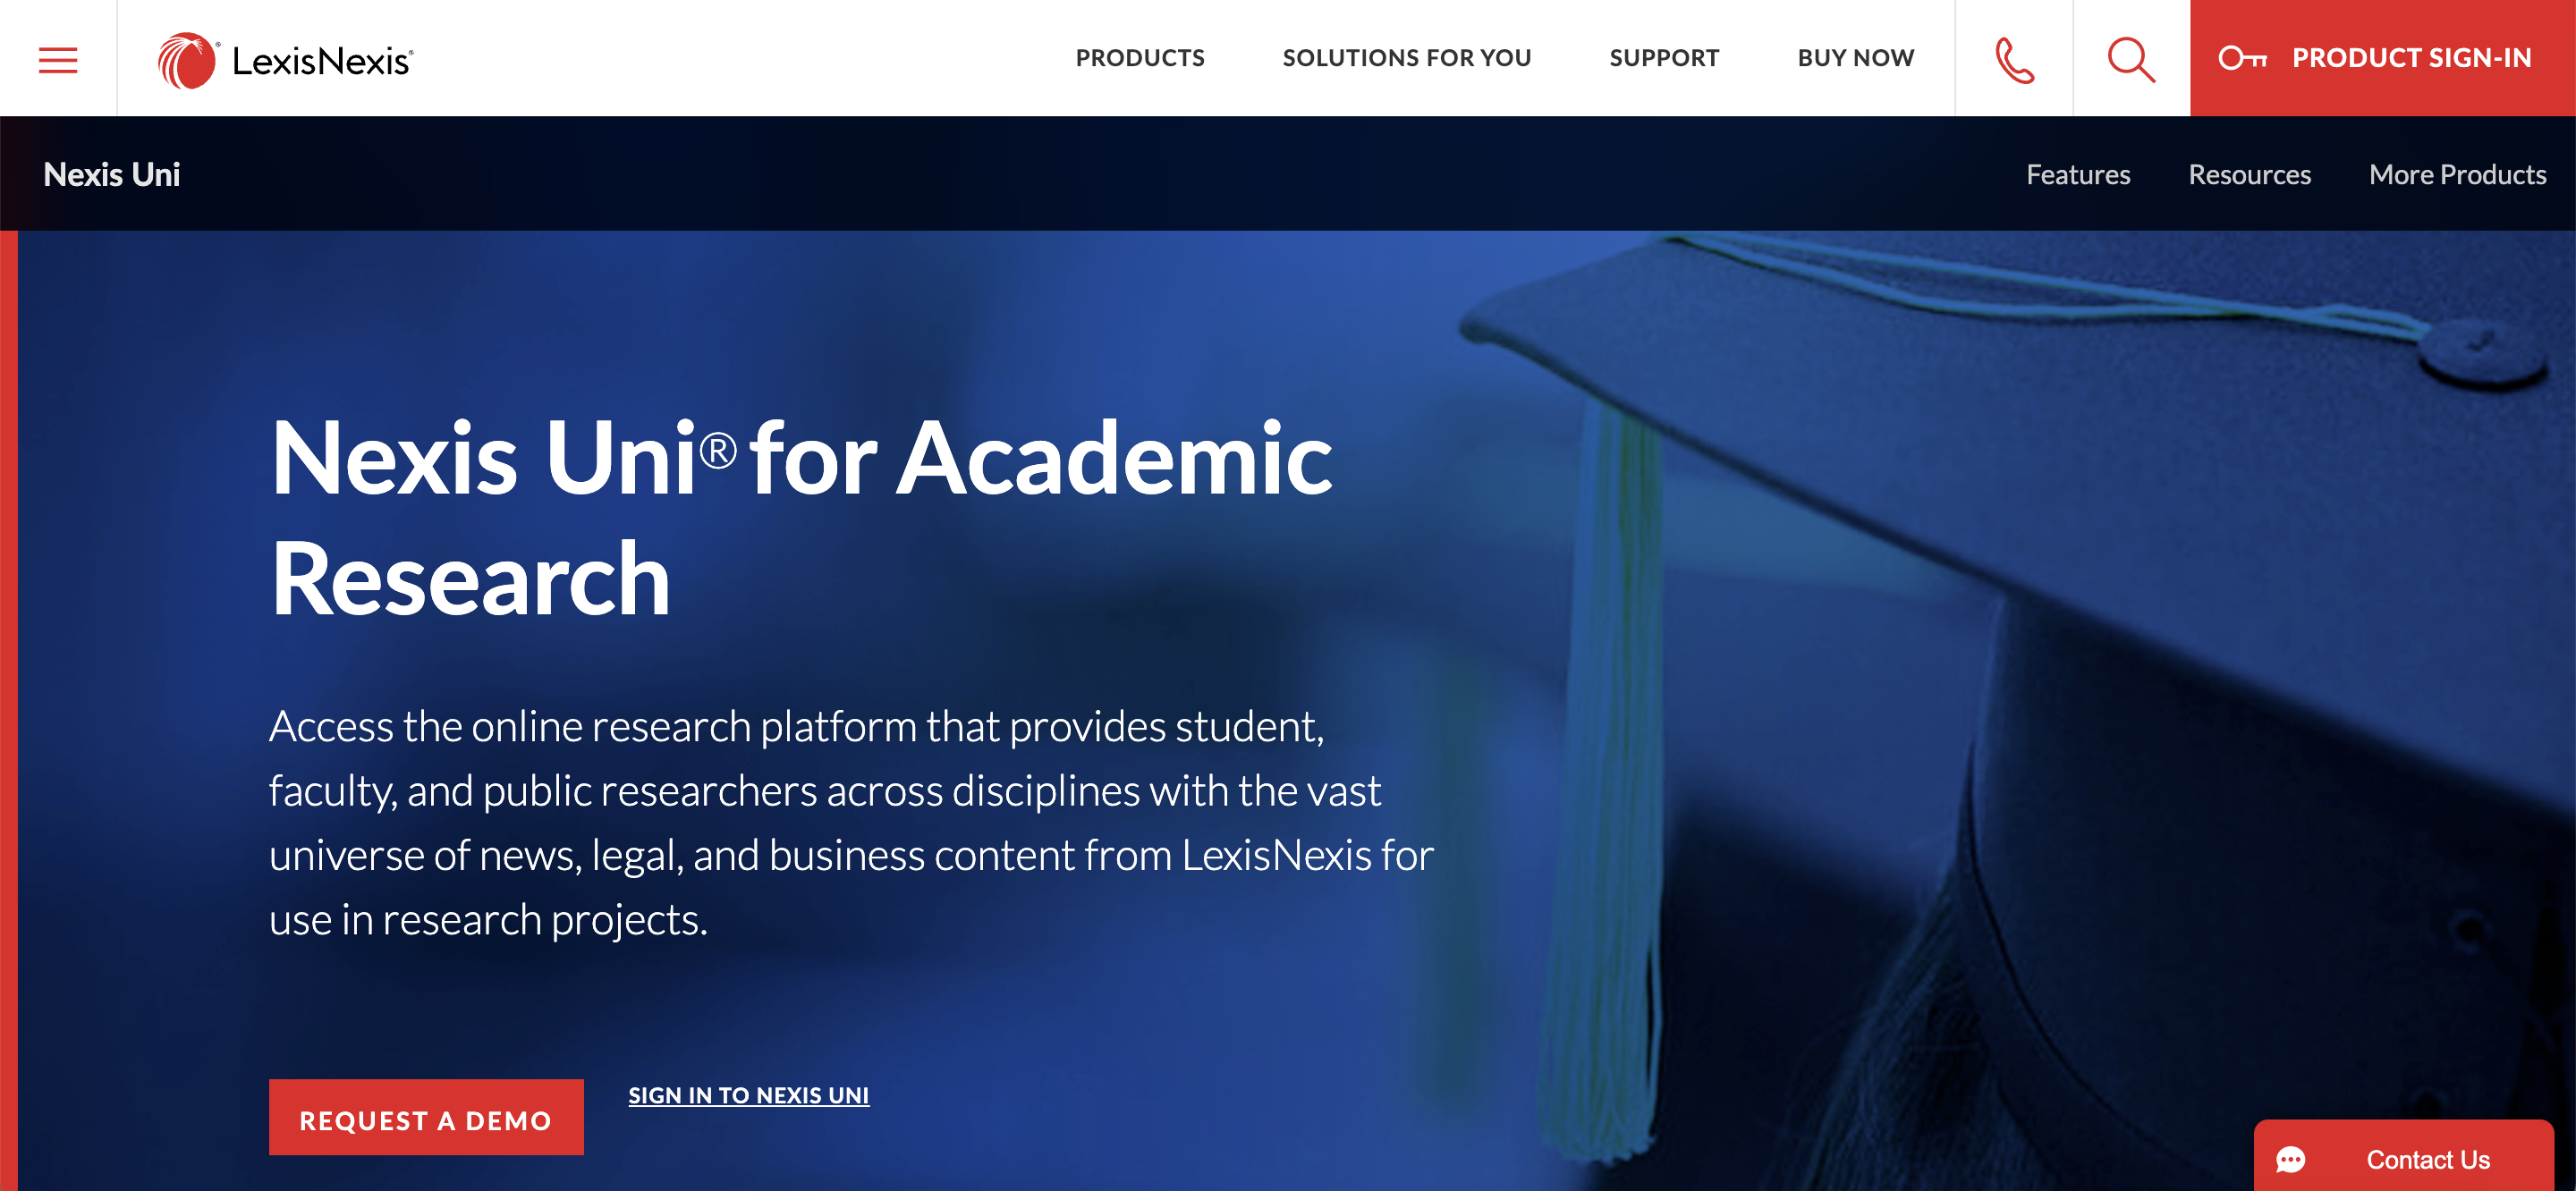 LexisNexis®
PRODUCTS
SOLUTIONS FOR YOU
SUPPORT
BUY NOW
PRODUCT SIGN-IN
Nexis Uni
Features
Resources
More Products
Nexis Uni® for Academic
Research
Access the online research platform that provides student,
faculty, and public researchers across disciplines with the vast
universe of news, legal, and business content from LexisNexis for
use in research projects.
REQUEST A DEMO
SIGN IN TO NEXIS UNI
Contact Us